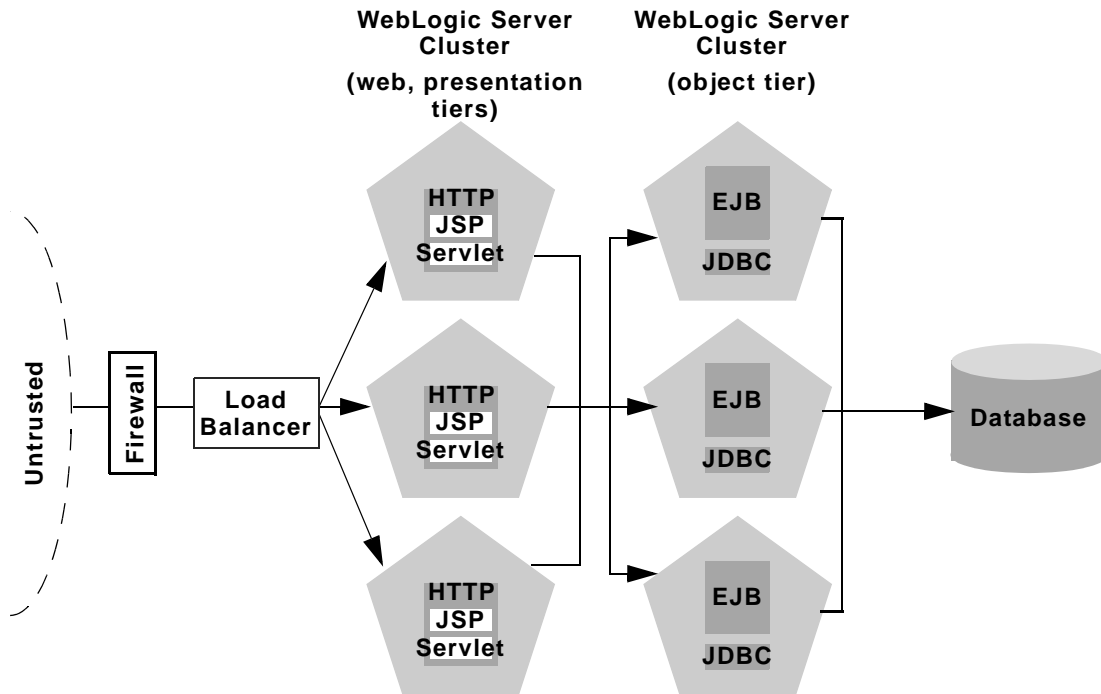 WebLogic Server
Cluster
(web, presentation
tiers)
WebLogic Server
Cluster
(object tier)
HTTP
JSP
Servlet
EJB
JDBC
Untrusted
Firewall
Load
Balancer
HTTP
JSP
Servlet
EJB
JDBC
Database
HTTP
JSP
Servlet
EJB
JDBC